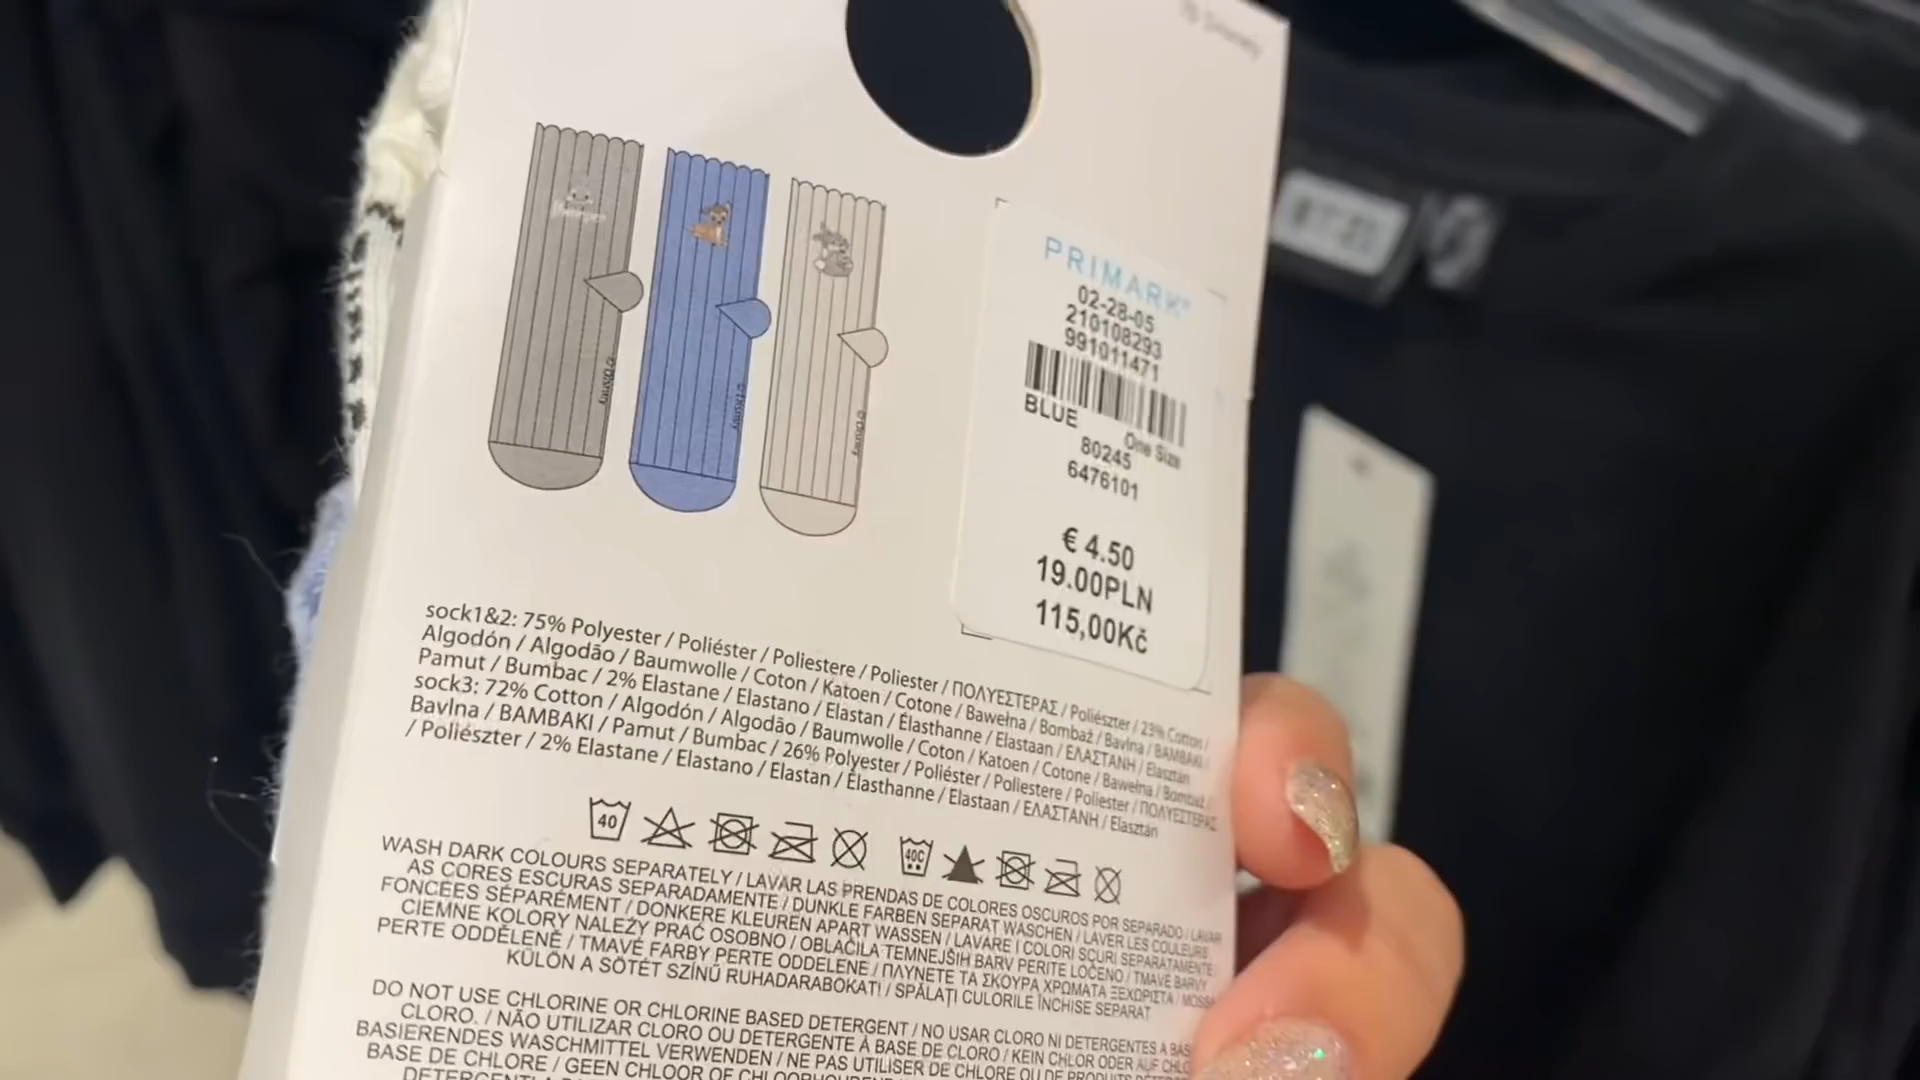 © Disney
© Disney
© Disney
PRIMARK®
02-28-05
210108293
991011471
BLUE One Size
80245
6476101
€ 4.50
19.00PLN
115,00Kč
sock1&2: 75% Polyester / Poliéster / Poliestere / Poliester / ΠΟΛΥΕΣΤΕΡΑΣ / Poliészter / 23% Cotton /
Algodón / Algodão / Baumwolle / Coton / Katoen / Cotone / Bawełna / Bombaž / Bavlna / BAMBAKI /
Pamut / Bumbac / 2% Elastane / Elastano / Elastan / Élasthanne / Elastaan / ΕΛΑΣΤΑΝΗ / Elasztán
sock3: 72% Cotton / Algodón / Algodão / Baumwolle / Coton / Katoen / Cotone / Bawełna / Bombaž /
Bavlna / BAMBAKI / Pamut / Bumbac / 26% Polyester / Poliéster / Poliestere / Poliester / ΠΟΛΥΕΣΤΕΡΑΣ
/ Poliészter / 2% Elastane / Elastano / Elastan / Élasthanne / Elastaan / ΕΛΑΣΤΑΝΗ / Elasztán
40 40C
WASH DARK COLOURS SEPARATELY / LAVAR LAS PRENDAS DE COLORES OSCUROS POR SEPARADO / LAVAR
AS CORES ESCURAS SEPARADAMENTE / DUNKLE FARBEN SEPARAT WASCHEN / LAVER LES COULEURS
FONCÉES SÉPARÉMENT / DONKERE KLEUREN APART WASSEN / LAVARE I COLORI SCURI SEPARATAMENTE /
CIEMNE KOLORY NALEŻY PRAĆ OSOBNO / OBLAČILA TEMNEJŠIH BARV PERITE LOČENO / TMAVÉ BARVY
PERTE ODDĚLENĚ / TMAVÉ FARBY PERTE ODDELENE / ΠΛΥΝΕΤΕ ΤΑ ΣΚΟΥΡΑ ΧΡΩΜΑΤΑ ΞΕΧΩΡΙΣΤΑ / MOSSA
KÜLÖN A SÖTÉT SZÍNŰ RUHADARABOKAT! / SPĂLAȚI CULORILE ÎNCHISE SEPARAT
DO NOT USE CHLORINE OR CHLORINE BASED DETERGENT / NO USAR CLORO NI DETERGENTES A BASE
CLORO. / NÃO UTILIZAR CLORO OU DETERGENTE À BASE DE CLORO / KEIN CHLOR ODER AUF CHLO
BASIERENDES WASCHMITTEL VERWENDEN / NE PAS UTILISER DE CHLORE OU DE PRODUITS
BASE DE CHLORE / GEEN CHLOOR OF